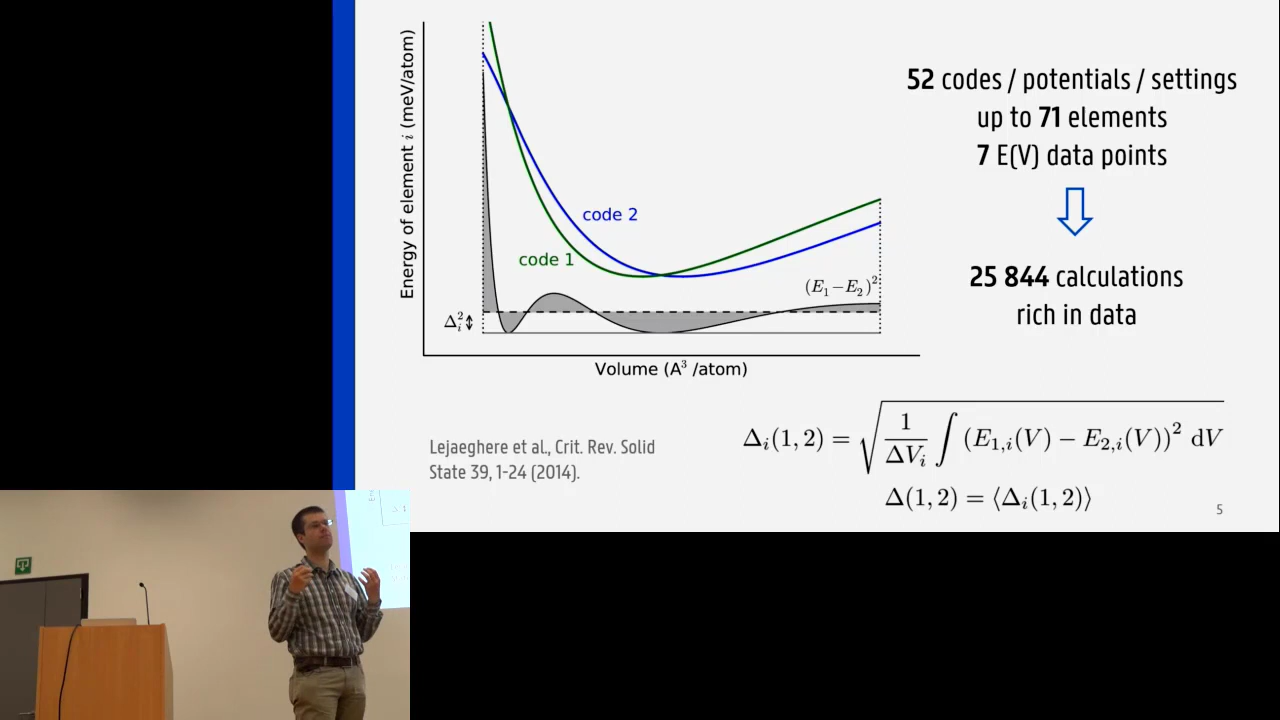 Energy of element i (meV/atom)
code 2
code 1
(E₁−E₂)²
Δᵢ²
Volume (A³ /atom)
52 codes / potentials / settings
up to 71 elements
7 E(V) data points
25 844 calculations
rich in data
Lejaeghere et al., Crit. Rev. Solid
State 39, 1-24 (2014).
Δᵢ(1,2) = √(1/ΔVᵢ ∫ (E₁,ᵢ(V) − E₂,ᵢ(V))² dV)
Δ(1,2) = ⟨Δᵢ(1,2)⟩
5